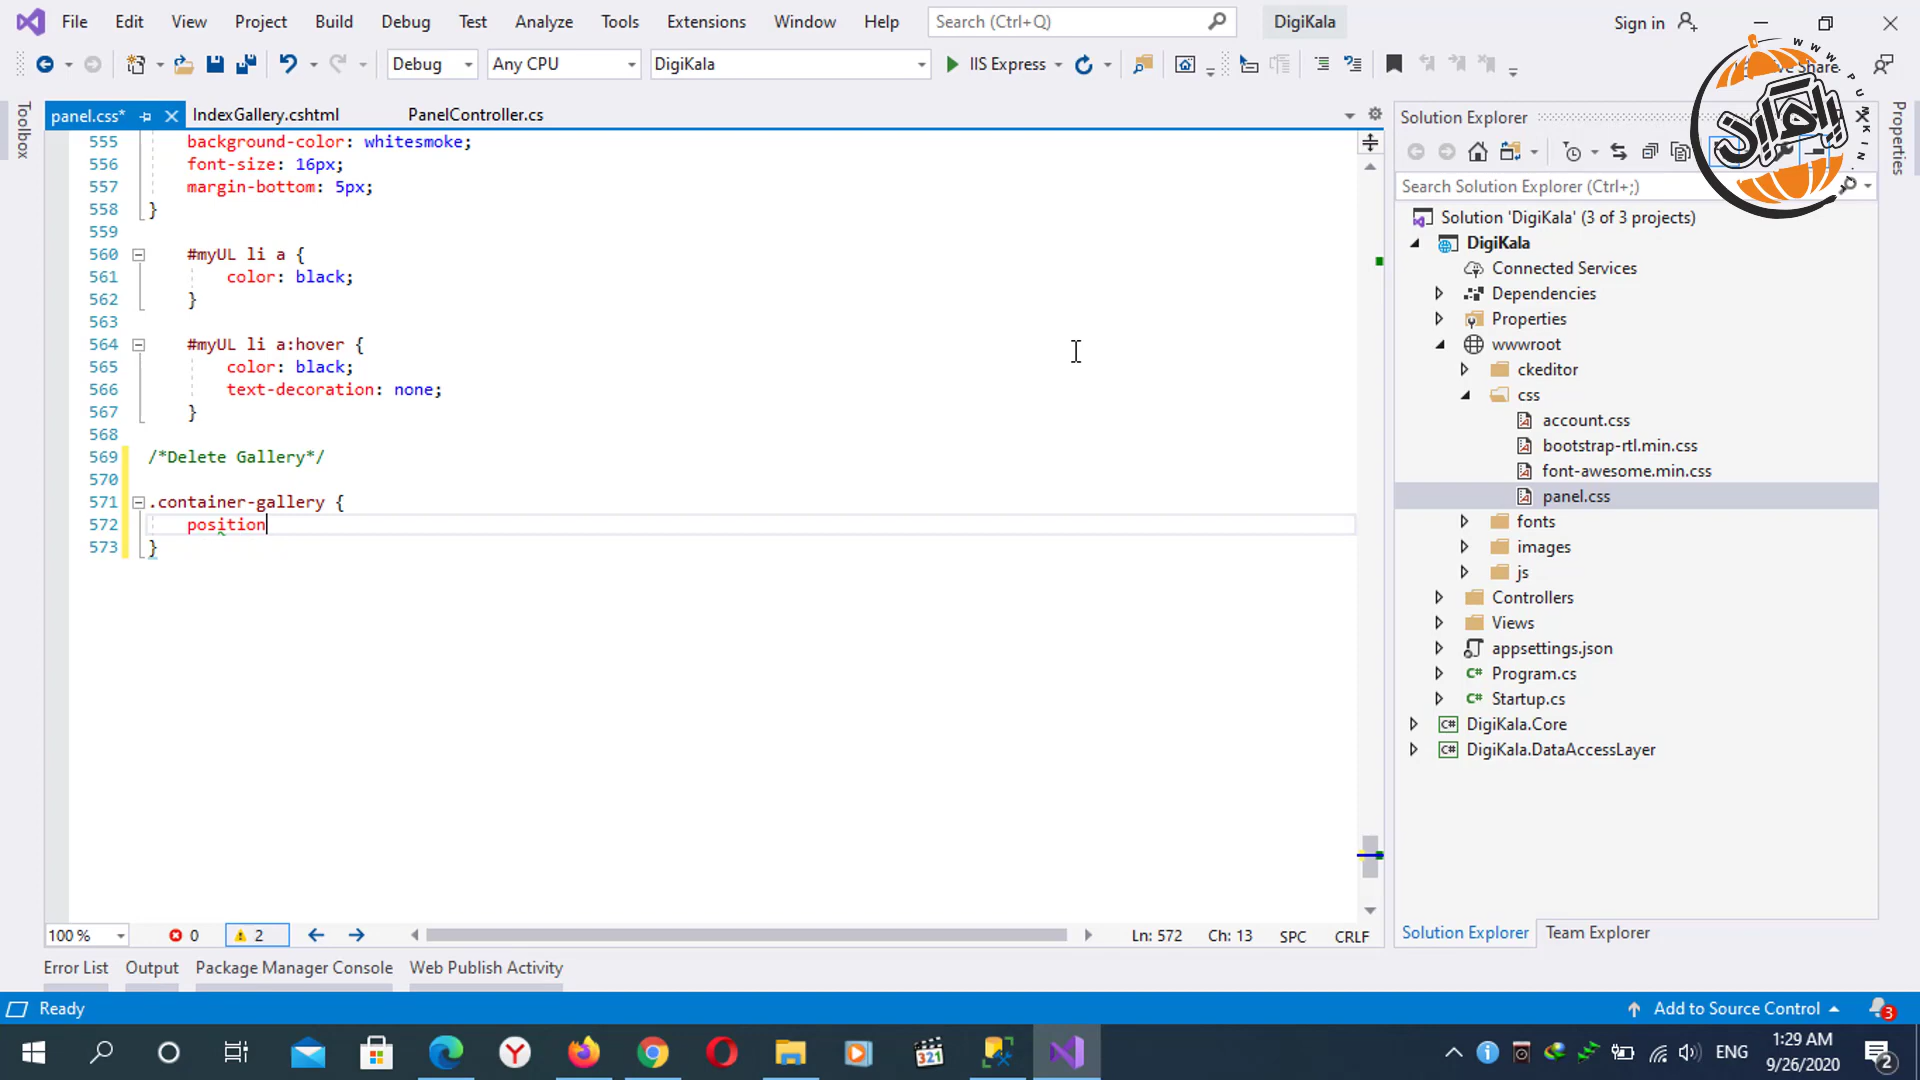 File Edit View Project Build Debug Test Analyze Tools Extensions Window Help Search (Ctrl+Q) DigiKala Sign in
Debug Any CPU DigiKala IIS Express Live Share
Toolbox
panel.css* IndexGallery.cshtml PanelController.cs
555 background-color: whitesmoke;
556 font-size: 16px;
557 margin-bottom: 5px;
558 }
559
560 #myUL li a {
561 color: black;
562 }
563
564 #myUL li a:hover {
565 color: black;
566 text-decoration: none;
567 }
568
569 /*Delete Gallery*/
570
571 .container-gallery {
572 position
573 }
100 % 0 2 Ln: 572 Ch: 13 SPC CRLF
Solution Explorer
Search Solution Explorer (Ctrl+;)
Solution 'DigiKala' (3 of 3 projects)
DigiKala
Connected Services
Dependencies
Properties
wwwroot
ckeditor
css
account.css
bootstrap-rtl.min.css
font-awesome.min.css
panel.css
fonts
images
js
Controllers
Views
appsettings.json
Program.cs
Startup.cs
DigiKala.Core
DigiKala.DataAccessLayer
Solution Explorer Team Explorer
Properties
Error List Output Package Manager Console Web Publish Activity
Ready Add to Source Control 3
321 ENG 1:29 AM
9/26/2020 2